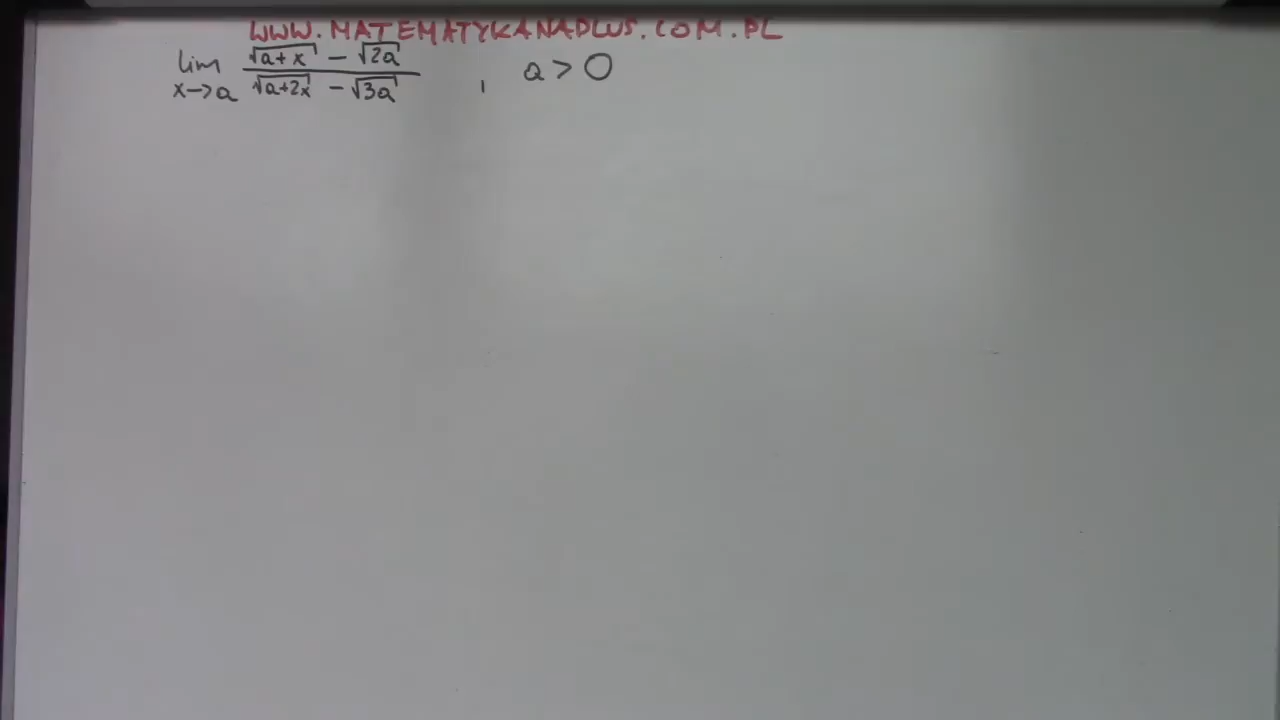 WWW.MATEMATYKANAPLUS.COM.PL
lim x→a (√(a+x) - √(2a)) / (√(a+2x) - √(3a)) , a > 0